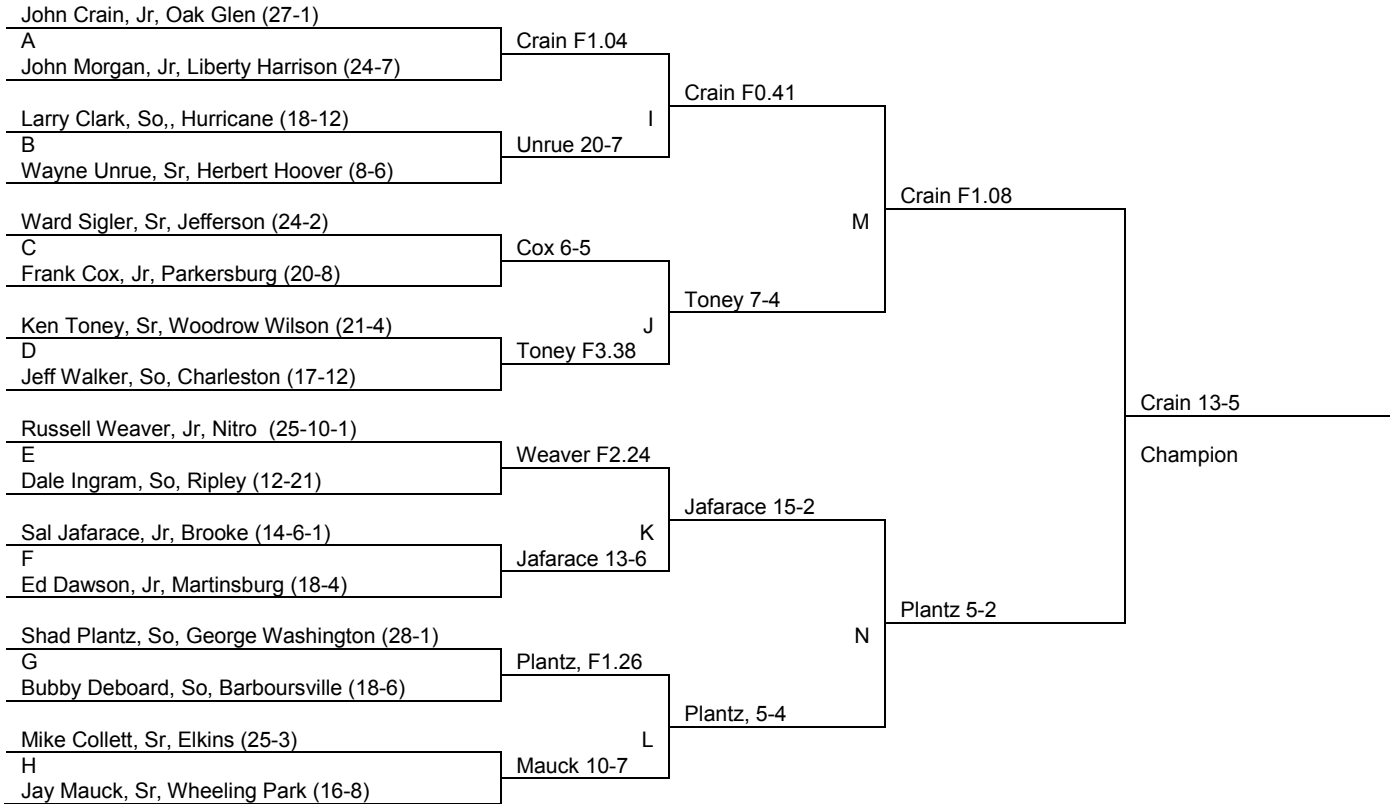 John Crain, Jr, Oak Glen (27-1)
A
Crain F1.04
John Morgan, Jr, Liberty Harrison (24-7)
Crain F0.41
Larry Clark, So,, Hurricane (18-12)
I
B
Unrue 20-7
Wayne Unrue, Sr, Herbert Hoover (8-6)
Crain F1.08
Ward Sigler, Sr, Jefferson (24-2)
M
C
Cox 6-5
Frank Cox, Jr, Parkersburg (20-8)
Toney 7-4
Ken Toney, Sr, Woodrow Wilson (21-4)
J
D
Toney F3.38
Jeff Walker, So, Charleston (17-12)
Crain 13-5
Russell Weaver, Jr, Nitro (25-10-1)
E
Weaver F2.24
Champion
Dale Ingram, So, Ripley (12-21)
Jafarace 15-2
Sal Jafarace, Jr, Brooke (14-6-1)
K
F
Jafarace 13-6
Ed Dawson, Jr, Martinsburg (18-4)
Plantz 5-2
Shad Plantz, So, George Washington (28-1)
N
G
Plantz, F1.26
Bubby Deboard, So, Barboursville (18-6)
Plantz, 5-4
Mike Collett, Sr, Elkins (25-3)
L
H
Mauck 10-7
Jay Mauck, Sr, Wheeling Park (16-8)